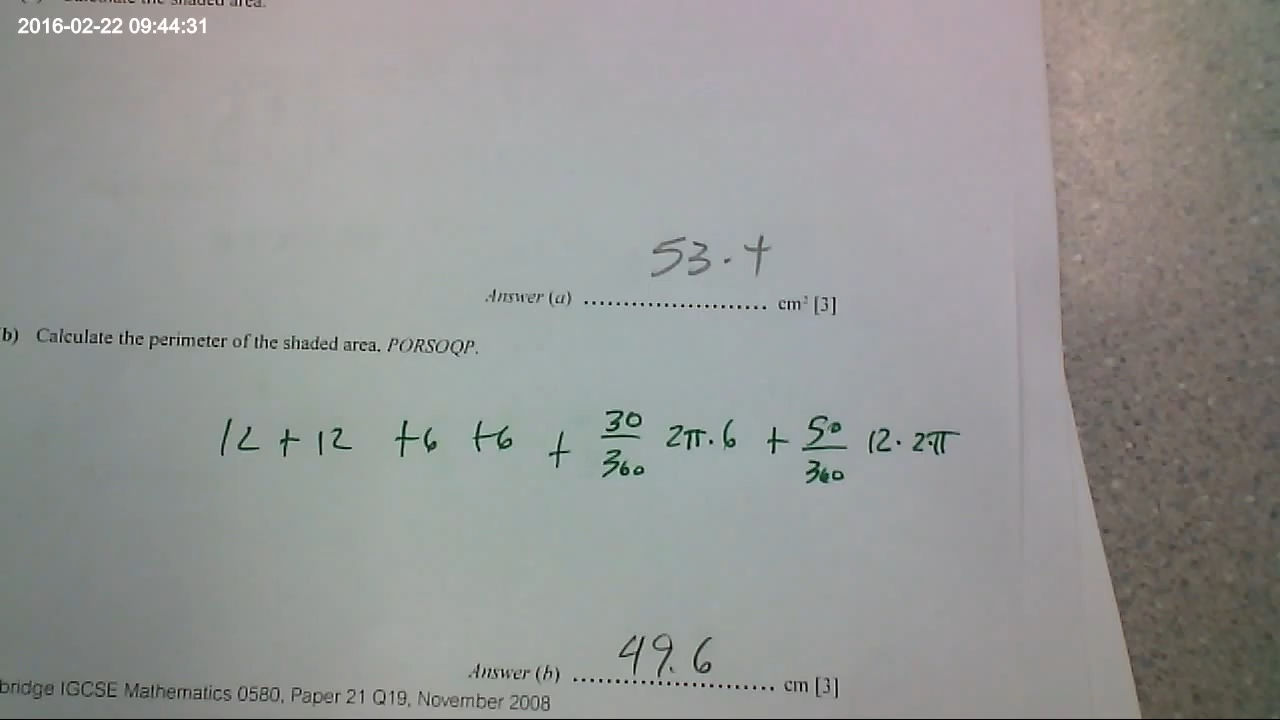 2016-02-22 09:44:31
shaded area.
53.4
Answer (a) ........................ cm² [3]
b) Calculate the perimeter of the shaded area, PORSOQP.
12 + 12 + 6 + 6 + 30/360 2π·6 + 50/360 12·2π
49.6
Answer (b) .......................... cm [3]
bridge IGCSE Mathematics 0580, Paper 21 Q19, November 2008